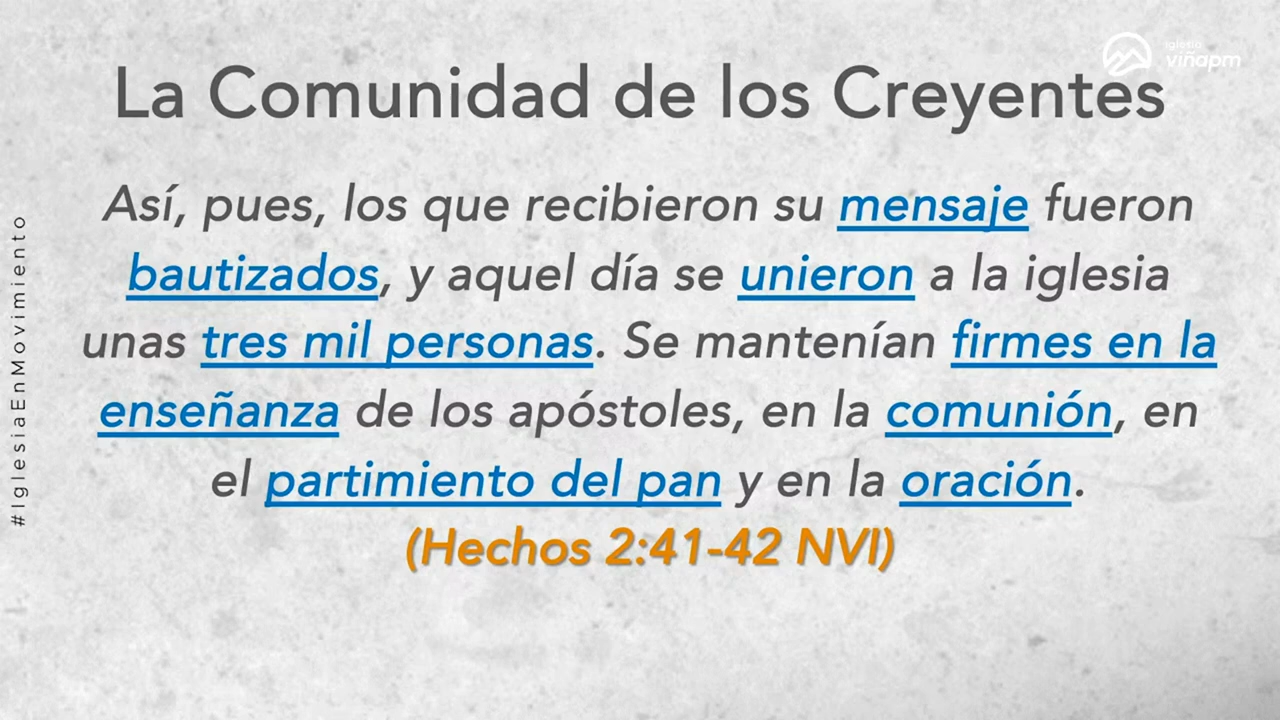 iglesia
viñapm
La Comunidad de los Creyentes
Así, pues, los que recibieron su mensaje fueron
bautizados, y aquel día se unieron a la iglesia
unas tres mil personas. Se mantenían firmes en la
enseñanza de los apóstoles, en la comunión, en
el partimiento del pan y en la oración.
(Hechos 2:41-42 NVI)
#IglesiaEnMovimiento